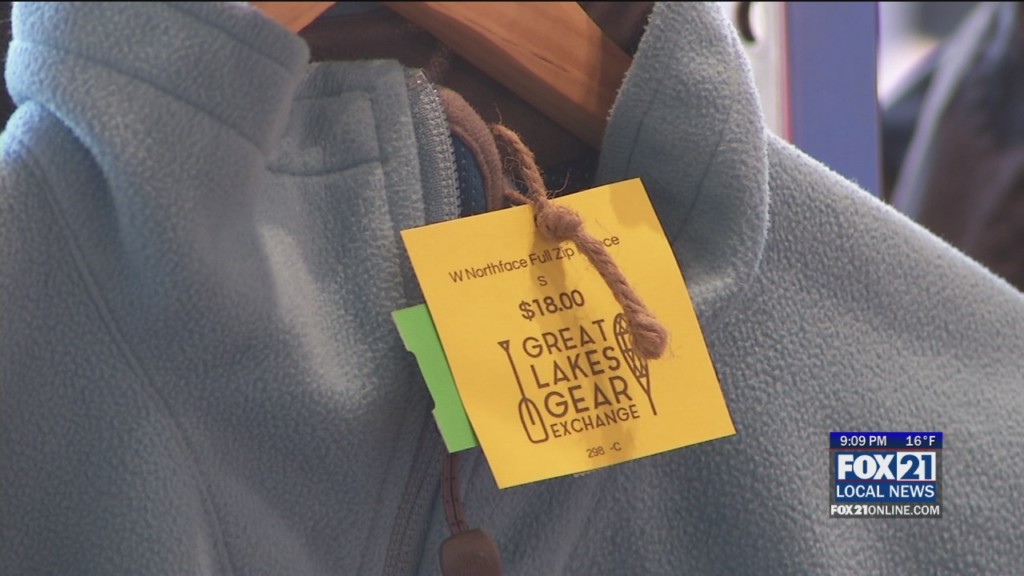 W Northface Full Zip
S
$18.00
GREAT
LAKES
GEAR
EXCHANGE
298 -C
9:09 PM 16°F
FOX21
LOCAL NEWS
FOX21ONLINE.COM